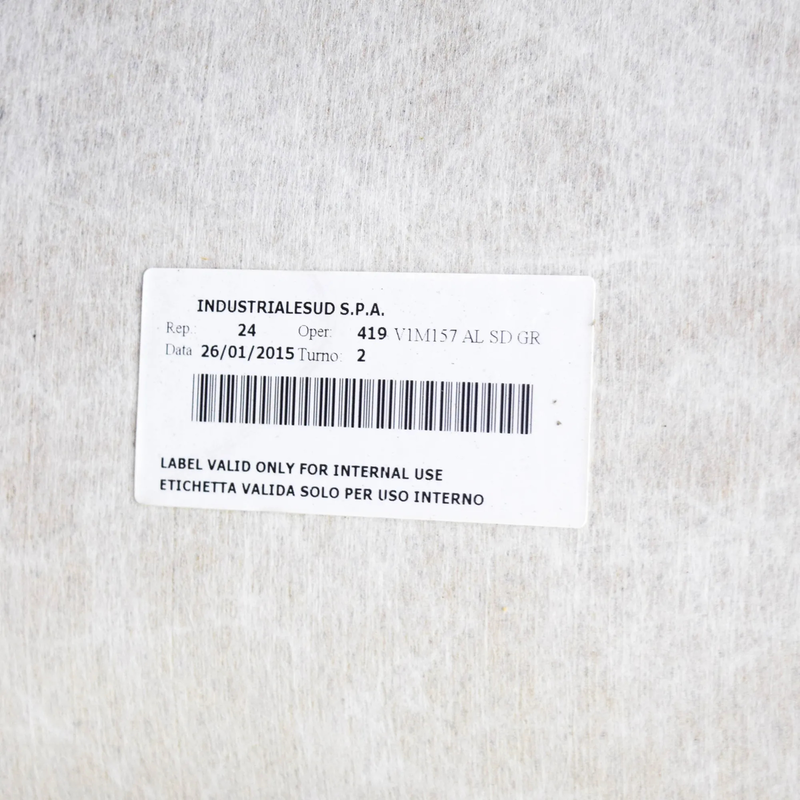 INDUSTRIALESUD S.P.A.
Rep.: 24 Oper: 419 V1M157 AL SD GR
Data 26/01/2015 Turno: 2
LABEL VALID ONLY FOR INTERNAL USE
ETICHETTA VALIDA SOLO PER USO INTERNO